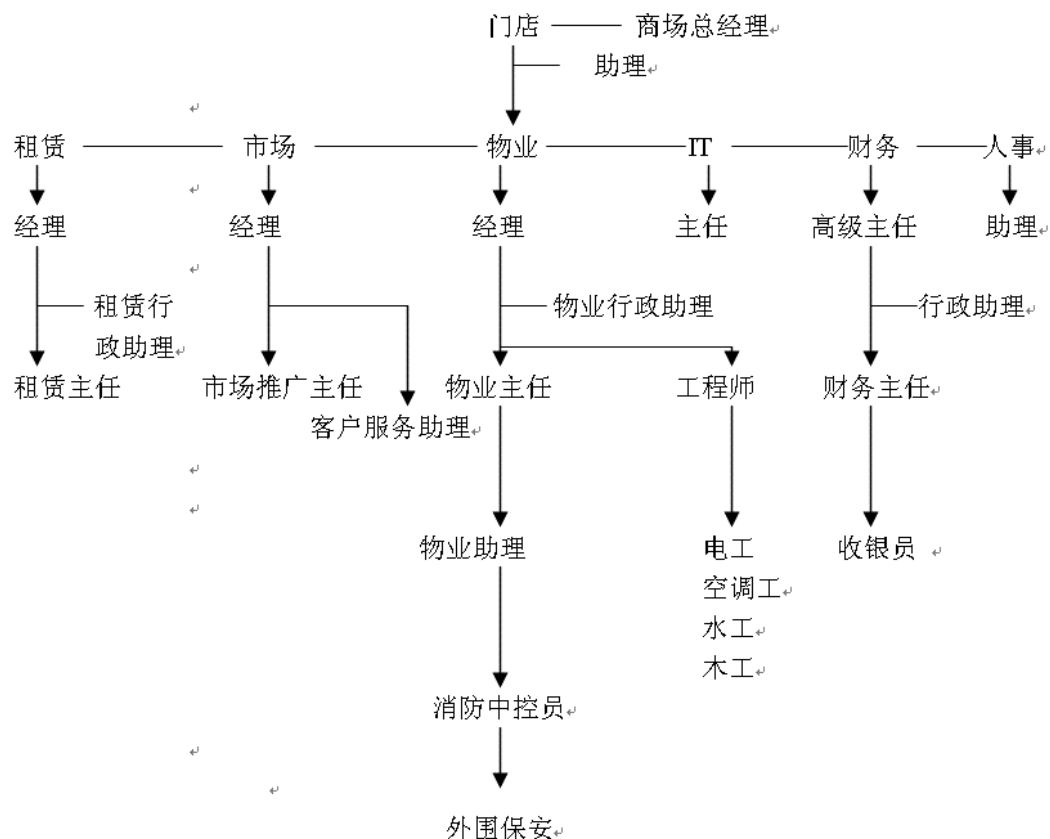 门店 商场总经理
助理
租赁 市场 物业 IT 财务 人事
经理 经理 经理 主任 高级主任 助理
租赁行 物业行政助理 行政助理
政助理
租赁主任 市场推广主任 物业主任 工程师 财务主任
客户服务助理
物业助理 电工 收银员
空调工
水工
木工
消防中控员
外围保安